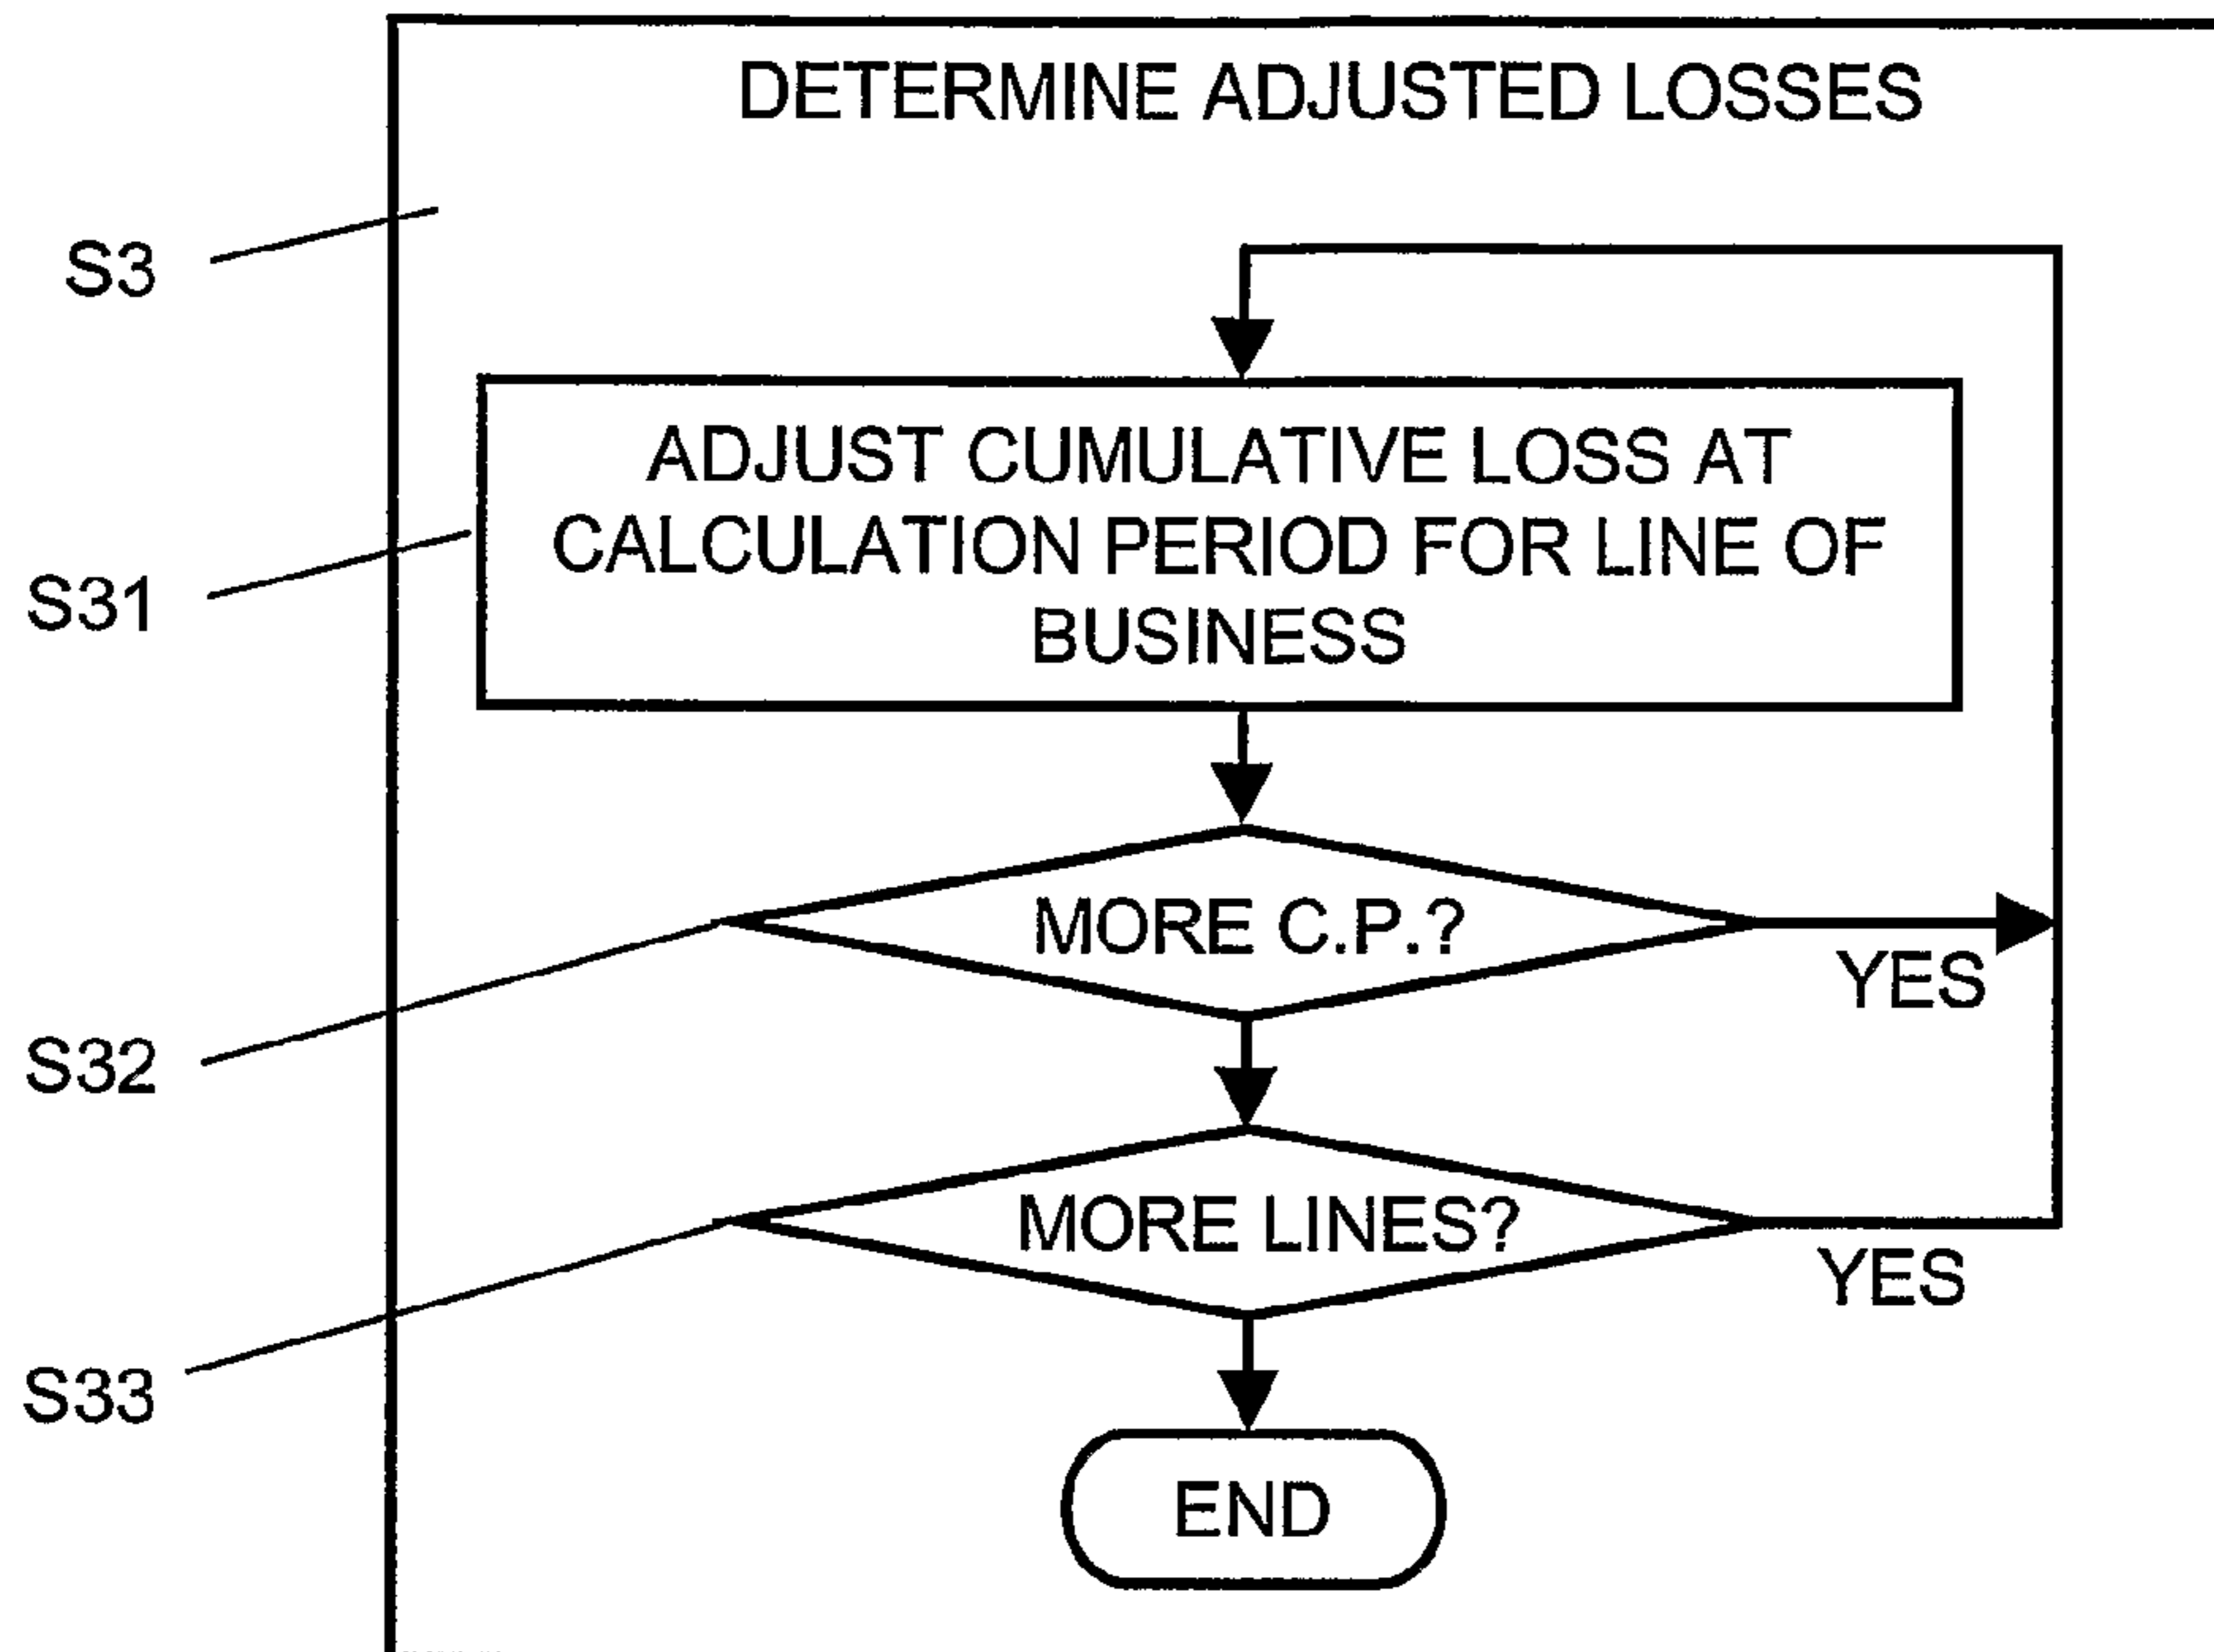 DETERMINE ADJUSTED LOSSES
S3
ADJUST CUMULATIVE LOSS AT
CALCULATION PERIOD FOR LINE OF
BUSINESS
S31
MORE C.P.?
YES
S32
MORE LINES?
YES
S33
END